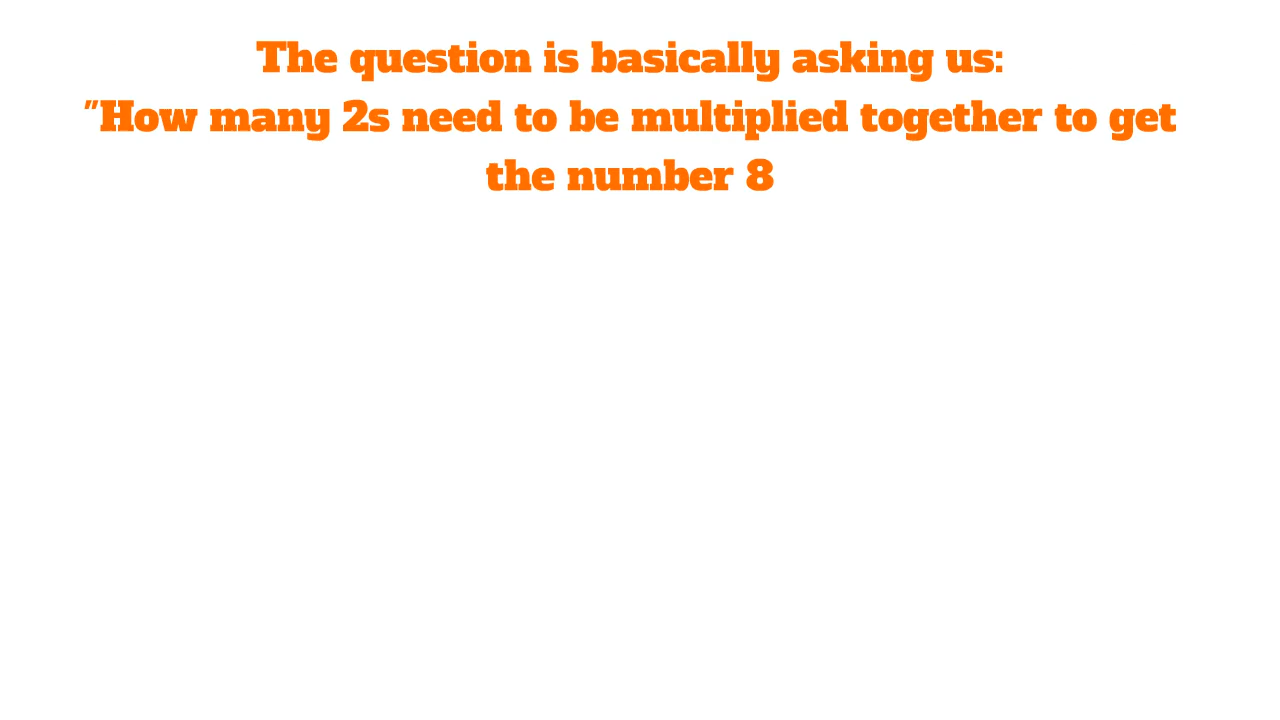 The question is basically asking us:
"How many 2s need to be multiplied together to get
the number 8